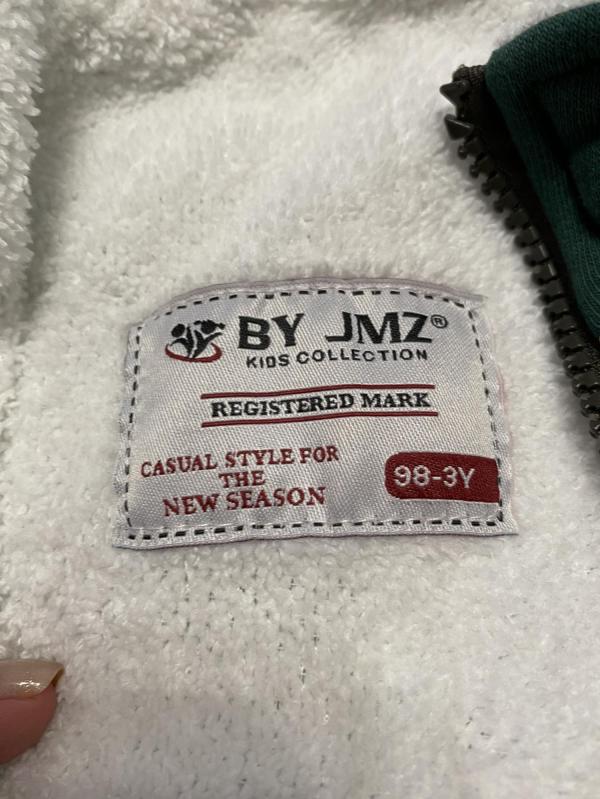 BY JMZ®
KIDS COLLECTION
REGISTERED MARK
CASUAL STYLE FOR
THE
NEW SEASON
98-3Y